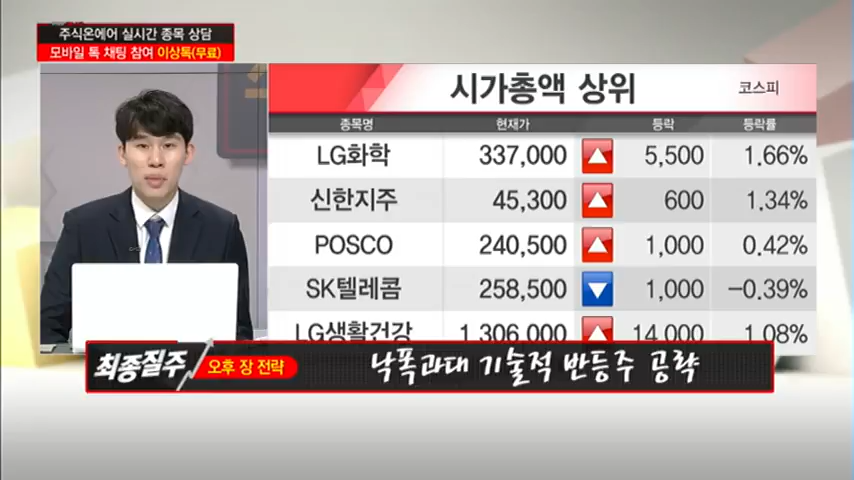 주식온에어 실시간 종목 상담
모바일 톡 채팅 참여 이상톡(무료)
시가총액 상위 코스피
종목명 현재가 등락 등락률
LG화학 337,000 ▲ 5,500 1.66%
신한지주 45,300 ▲ 600 1.34%
POSCO 240,500 ▲ 1,000 0.42%
SK텔레콤 258,500 ▼ 1,000 -0.39%
LG생활건강 1,306,000 ▲ 14,000 1.08%
최종질주 오후 장 전략 낙폭과대 기술적 반등주 공략